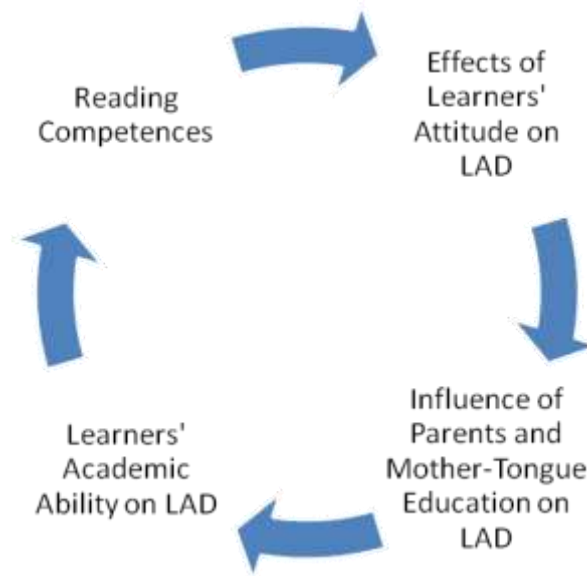 Reading
Competences
Effects of
Learners'
Attitude on
LAD
Influence of
Parents and
Mother-Tongue
Education on
LAD
Learners'
Academic
Ability on LAD